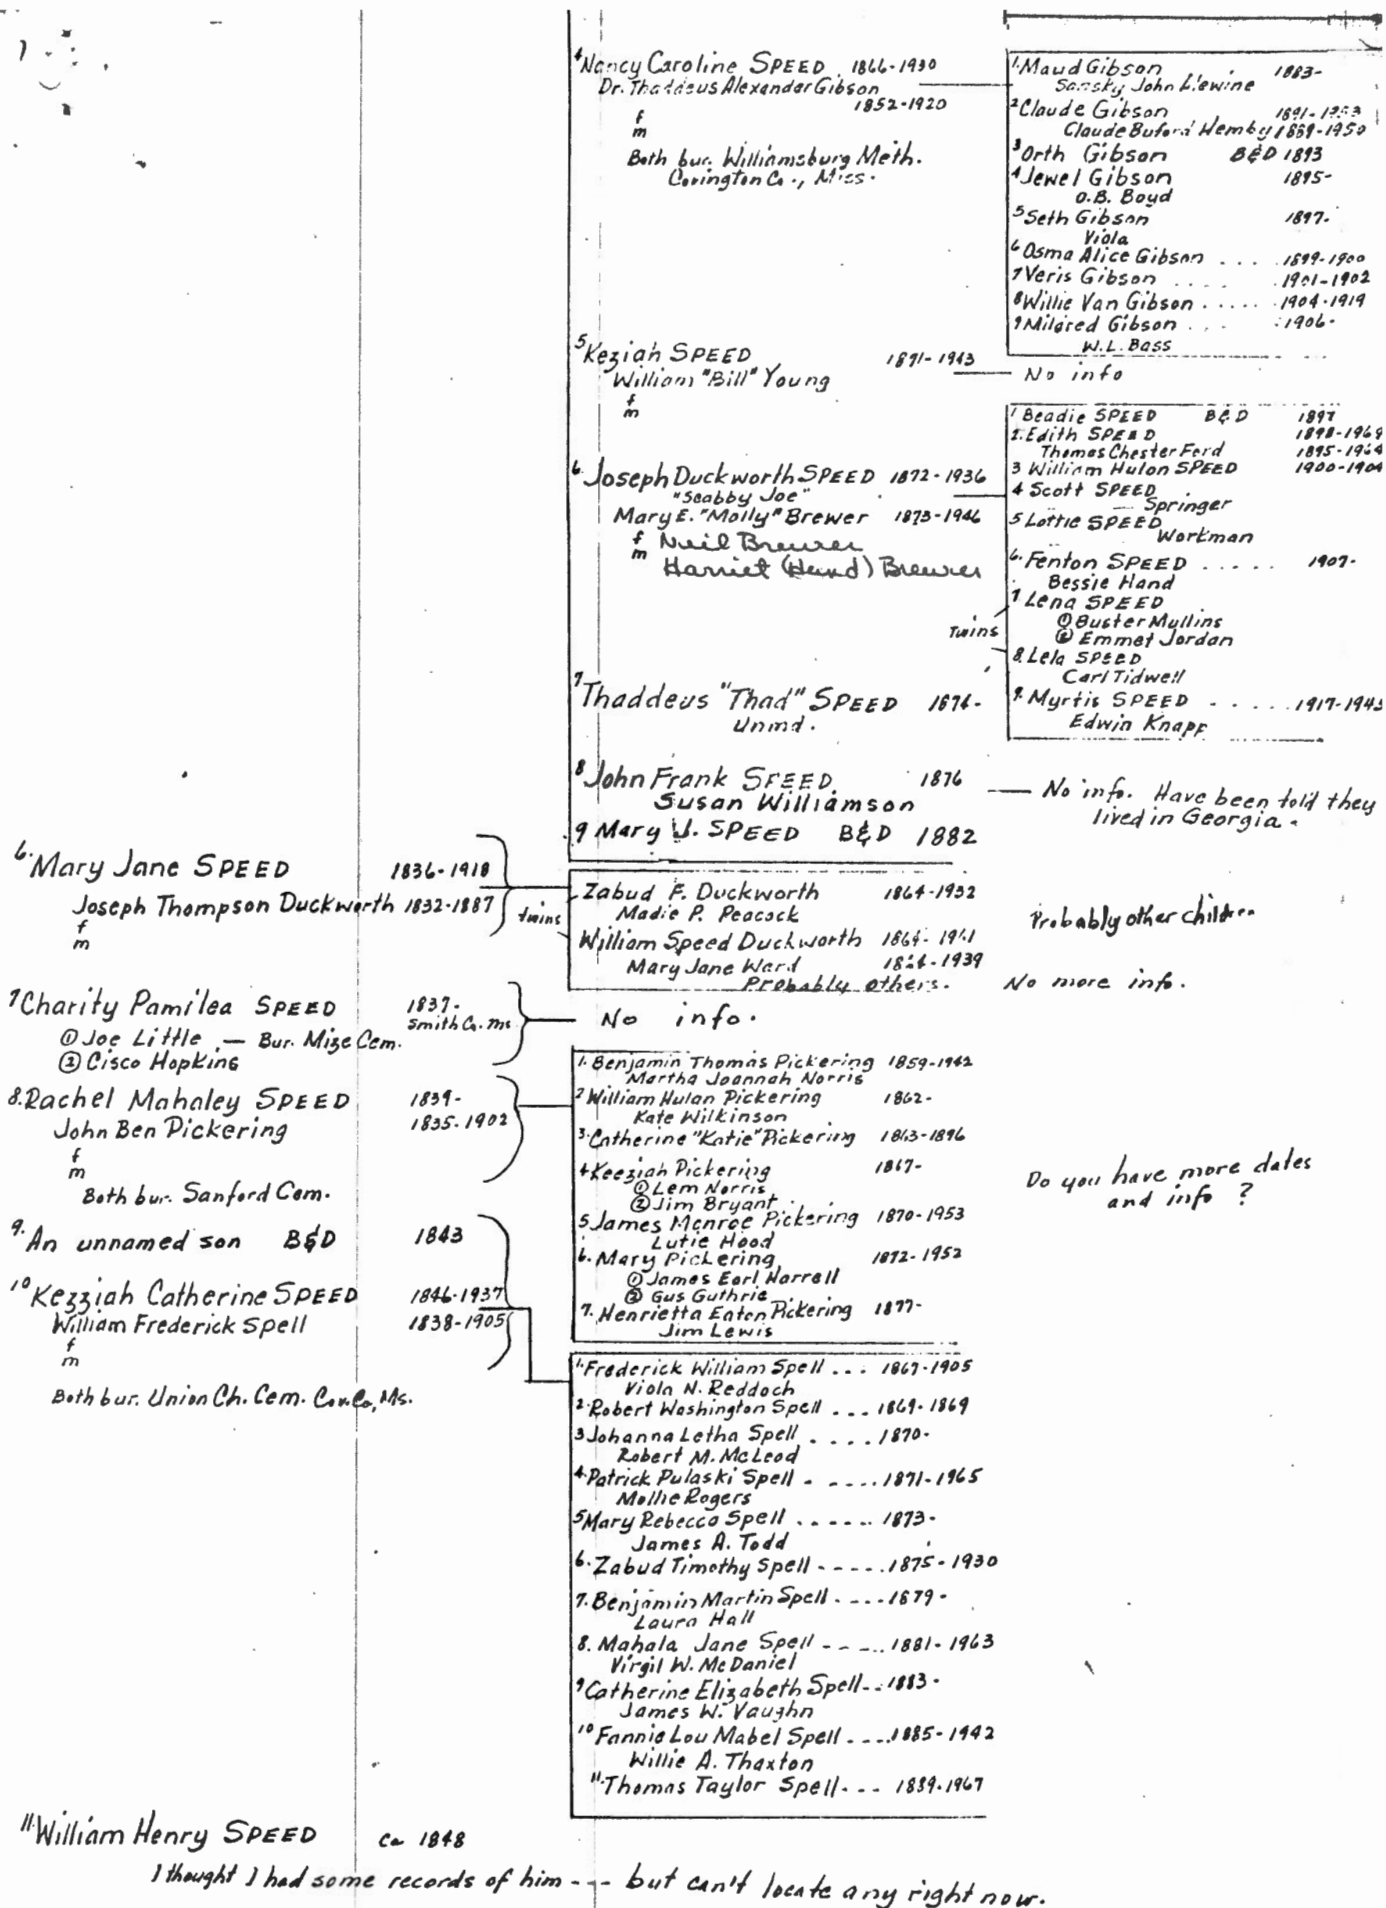 4 Nancy Caroline SPEED 1866-1930
Dr. Thaddeus Alexander Gibson
1852-1920
f
m
Both bur. Williamsburg Meth.
Covington Co., Miss.
1. Maud Gibson 1883-
John Llewine
2 Claude Gibson
Claude Buford Hemby 1889-1950
3 Orth Gibson B&D 1893
4 Jewel Gibson 1895-
O.B. Boyd
5 Seth Gibson 1897-
Viola
6 Osma Alice Gibson . . . 1899-1900
7 Veris Gibson . . . . 1901-1902
8 Willie Van Gibson . . . . . 1904-1919
9 Mildred Gibson . . . 1906-
W.L. Bass
5 Keziah SPEED 1871-1943
William "Bill" Young
f
m
No info
1 Beadie SPEED B&D 1897
2. Edith SPEED 1898-1969
Thomas Chester Ford 1895-1964
3 William Hulon SPEED 1900-1904
4 Scott SPEED
— Springer
5 Lottie SPEED
Workman
6. Fenton SPEED . . . . . 1907-
Bessie Hand
7 Lena SPEED
① Buster Mullins
② Emmet Jordan
Twins
8. Lela SPEED
Carl Tidwell
9. Myrtis SPEED . . . . . 1917-1943
Edwin Knapp
6. Joseph Duckworth SPEED 1872-1936
"Scabby Joe"
Mary E. "Molly" Brewer 1873-1946
f Neil Brewer
m Harriet (Hand) Brewer
7 Thaddeus "Thad" SPEED 1874-
Unmd.
8 John Frank SPEED 1876
Susan Williamson
No info. Have been told they
lived in Georgia.
9 Mary J. SPEED B&D 1882
6. Mary Jane SPEED 1836-1918
Joseph Thompson Duckworth 1832-1887
f
m
twins
Zabud F. Duckworth 1864-1932
Madie P. Peacock
William Speed Duckworth 1864-1941
Mary Jane Ward 1864-1939
Probably others.
Probably other children
No more info.
7 Charity Pamilea SPEED 1837-
Smith Co. Ms.
① Joe Little — Bur. Mize Cem.
② Cisco Hopkins
No info.
8. Rachel Mahaley SPEED 1839-
John Ben Pickering 1835-1902
f
m
Both bur. Sanford Cem.
1. Benjamin Thomas Pickering 1859-1942
Martha Joannah Norris
2 William Hulan Pickering 1862-
Kate Wilkinson
3. Catherine "Katie" Pickering 1863-1896
4 Keeziah Pickering 1867-
① Lem Norris
② Jim Bryant
5. James Monroe Pickering 1870-1953
Lutie Hood
6. Mary Pickering 1872-1952
① James Earl Harrell
② Gus Guthrie
7. Henrietta Eaton Pickering 1877-
Jim Lewis
Do you have more dates
and info ?
9. An unnamed son B&D 1843
10 Kezziah Catherine SPEED 1846-1937
William Frederick Spell 1838-1905
f
m
Both bur. Union Ch. Cem. Cov. Co, Ms.
1. Frederick William Spell ... 1867-1905
Viola N. Reddoch
2. Robert Washington Spell ... 1869-1869
3 Johanna Letha Spell . . . . 1870-
Robert M. McLeod
4. Patrick Pulaski Spell - ....1871-1965
Mollie Rogers
5 Mary Rebecca Spell ...... 1873-
James A. Todd
6. Zabud Timothy Spell ----. 1875-1930
7. Benjamin Martin Spell ----1879-
Laura Hall
8. Mahala Jane Spell ---.. 1881-1963
Virgil W. McDaniel
9 Catherine Elizabeth Spell--1883-
James W. Vaughn
10 Fannie Lou Mabel Spell ----1885-1942
Willie A. Thaxton
11. Thomas Taylor Spell --- 1889-1967
11. William Henry SPEED Ca 1848
I thought I had some records of him --- but can't locate any right now.